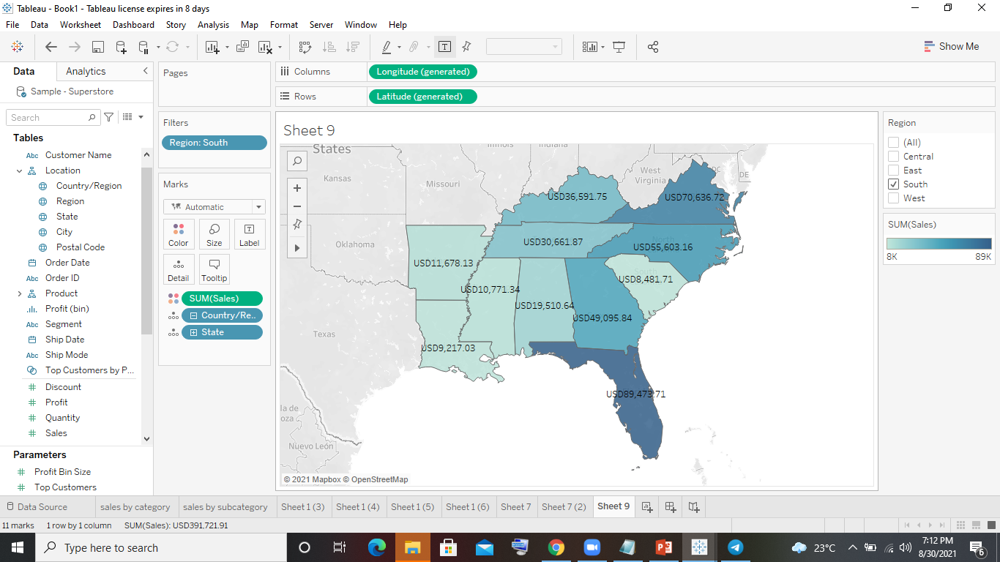 Tableau - Book1 - Tableau license expires in 8 days
File Data Worksheet Dashboard Story Analysis Map Format Server Window Help
Show Me
Data Analytics
Sample - Superstore
Search
Tables
Abc Customer Name
Location
Country/Region
Region
State
City
Postal Code
Order Date
Abc Order ID
Product
Profit (bin)
Abc Segment
Ship Date
Abc Ship Mode
Top Customers by P...
Discount
Profit
Quantity
Sales
Parameters
Profit Bin Size
Top Customers
Pages
Filters
Region: South
Marks
Automatic
Color Size Label
Detail Tooltip
SUM(Sales)
Country/Re..
State
Columns Longitude (generated)
Rows Latitude (generated)
Sheet 9
States
Illinois
Indiana
Kansas
Missouri
West
Virginia
DC
DE
USD36,591.75
USD70,636.72
Oklahoma
USD30,661.87
North
USD55,603.16
USD11,678.13
South
USD8,481.71
USD10,771.34
USD19,510.64
USD49,095.84
Texas
USD9,217.03
USD89,473.71
la de
oza
Nuevo León
© 2021 Mapbox © OpenStreetMap
Region
(All)
Central
East
South
West
SUM(Sales)
8K 89K
Data Source sales by category sales by subcategory Sheet 1 (3) Sheet 1 (4) Sheet 1 (5) Sheet 1 (6) Sheet 7 Sheet 7 (2) Sheet 9
11 marks 1 row by 1 column SUM(Sales): USD391,721.91
Type here to search
23°C
7:12 PM
8/30/2021
6